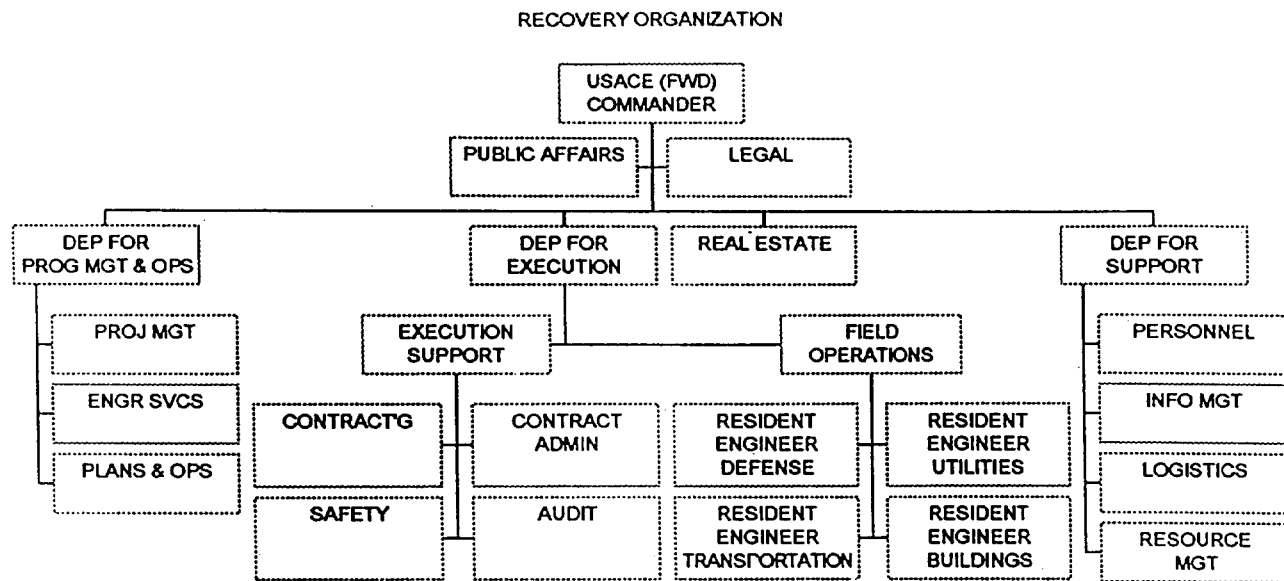 RECOVERY ORGANIZATION
USACE (FWD)
COMMANDER
PUBLIC AFFAIRS
LEGAL
DEP FOR
PROG MGT & OPS
DEP FOR
EXECUTION
REAL ESTATE
DEP FOR
SUPPORT
PROJ MGT
ENGR SVCS
PLANS & OPS
EXECUTION
SUPPORT
FIELD
OPERATIONS
CONTRACT'G
CONTRACT
ADMIN
SAFETY
AUDIT
RESIDENT
ENGINEER
DEFENSE
RESIDENT
ENGINEER
UTILITIES
RESIDENT
ENGINEER
TRANSPORTATION
RESIDENT
ENGINEER
BUILDINGS
PERSONNEL
INFO MGT
LOGISTICS
RESOURCE
MGT